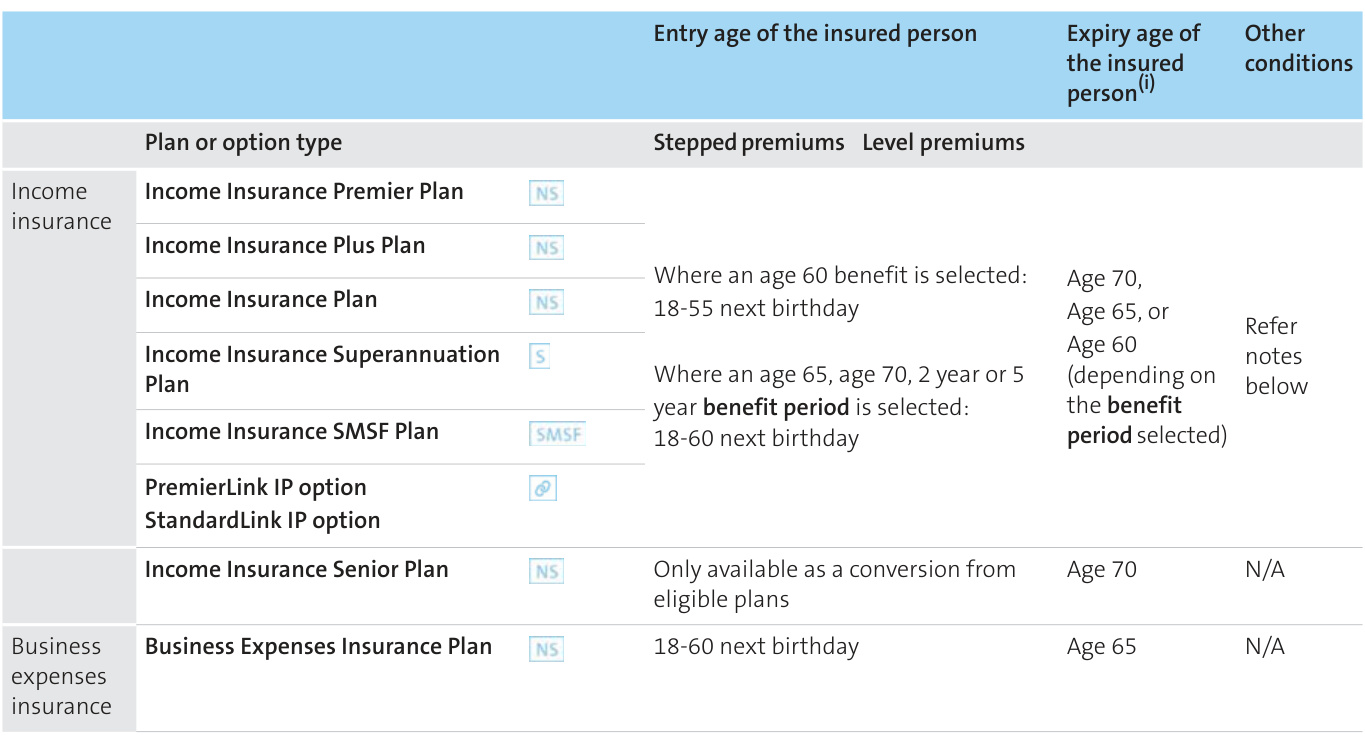 Entry age of the insured person
Expiry age of
the insured
person(i)
Other
conditions
Plan or option type
Stepped premiums Level premiums
Income
insurance
Income Insurance Premier Plan NS
Income Insurance Plus Plan NS
Income Insurance Plan NS
Income Insurance Superannuation S
Plan
Income Insurance SMSF Plan SMSF
PremierLink IP option
StandardLink IP option
Where an age 60 benefit is selected:
18-55 next birthday
Where an age 65, age 70, 2 year or 5
year benefit period is selected:
18-60 next birthday
Age 70,
Age 65, or
Age 60
(depending on
the benefit
period selected)
Refer
notes
below
Income Insurance Senior Plan NS
Only available as a conversion from
eligible plans
Age 70
N/A
Business
expenses
insurance
Business Expenses Insurance Plan NS
18-60 next birthday
Age 65
N/A